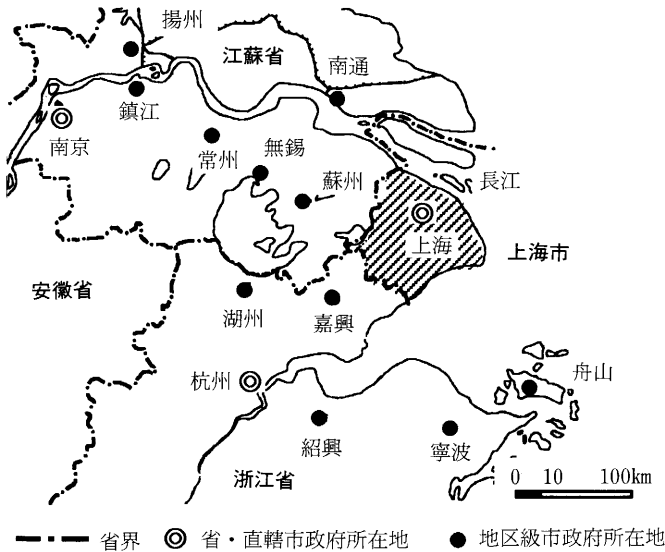 揚州
江蘇省
南通
鎮江
南京
常州
無錫
蘇州
長江
上海
上海市
安徽省
湖州
嘉興
杭州
舟山
紹興
寧波
浙江省
0 10 100km
省界
省・直轄市政府所在地
地区級市政府所在地